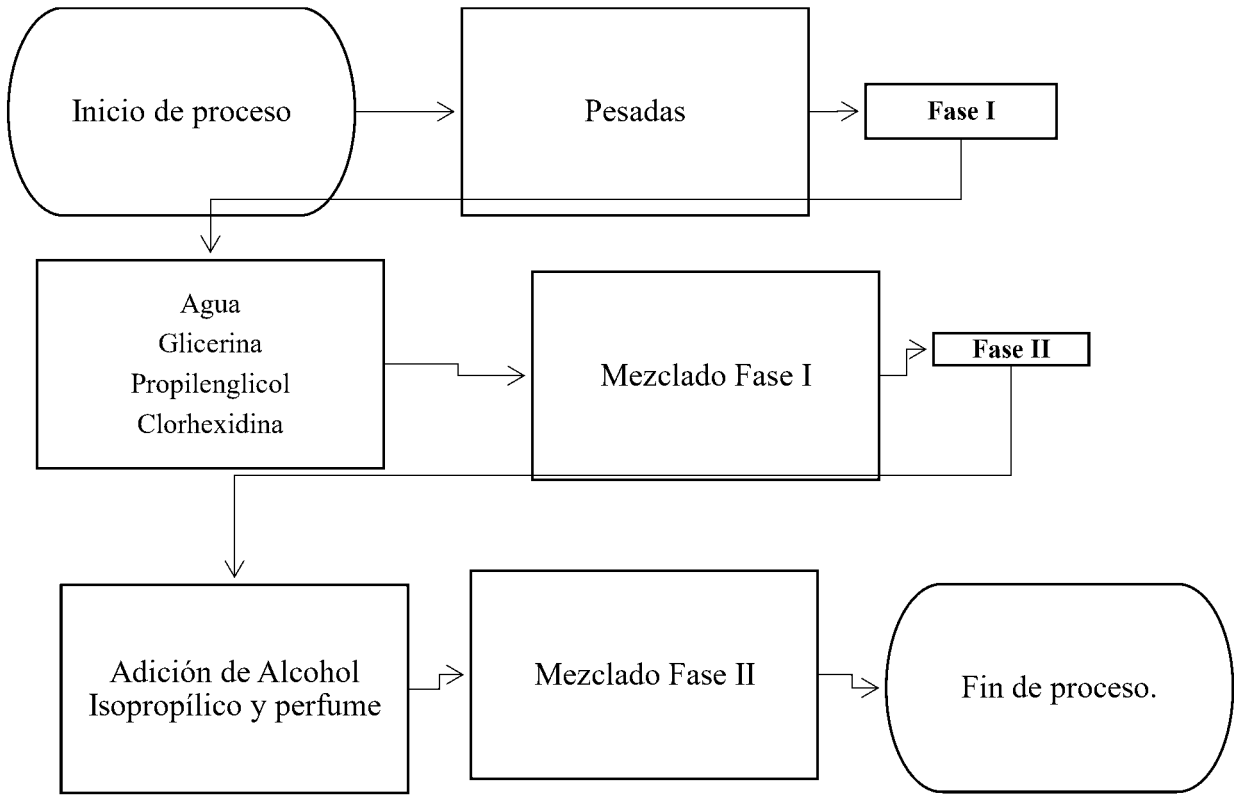 Inicio de proceso
Pesadas
Fase I
Agua
Glicerina
Propilenglicol
Clorhexidina
Mezclado Fase I
Fase II
Adición de Alcohol
Isopropílico y perfume
Mezclado Fase II
Fin de proceso.